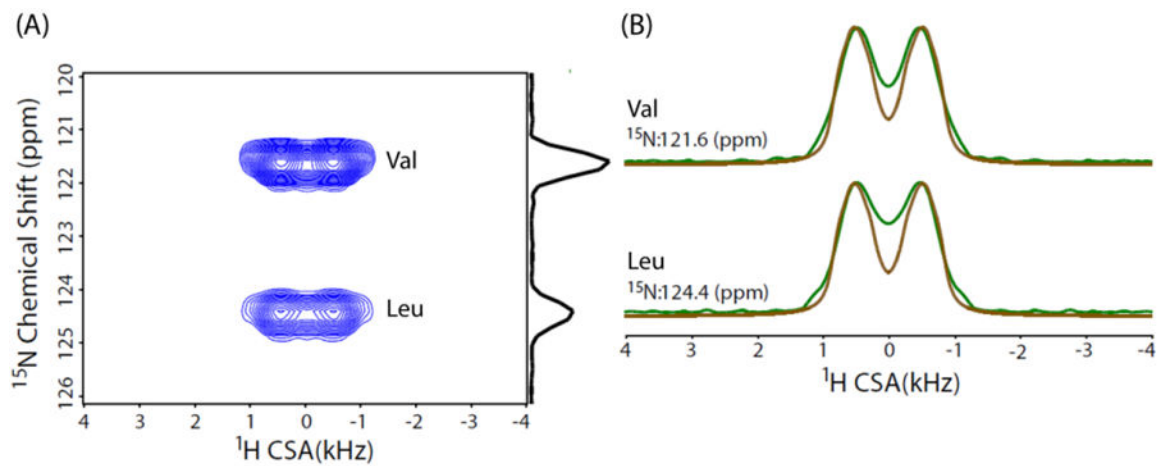 (A)
15N Chemical Shift (ppm)
120
121
122
123
124
125
126
Val
Leu
4 3 2 1 0 -1 -2 -3 -4
¹H CSA(kHz)
(B)
Val
¹⁵N:121.6 (ppm)
Leu
¹⁵N:124.4 (ppm)
4 3 2 1 0 -1 -2 -3 -4
¹H CSA(kHz)